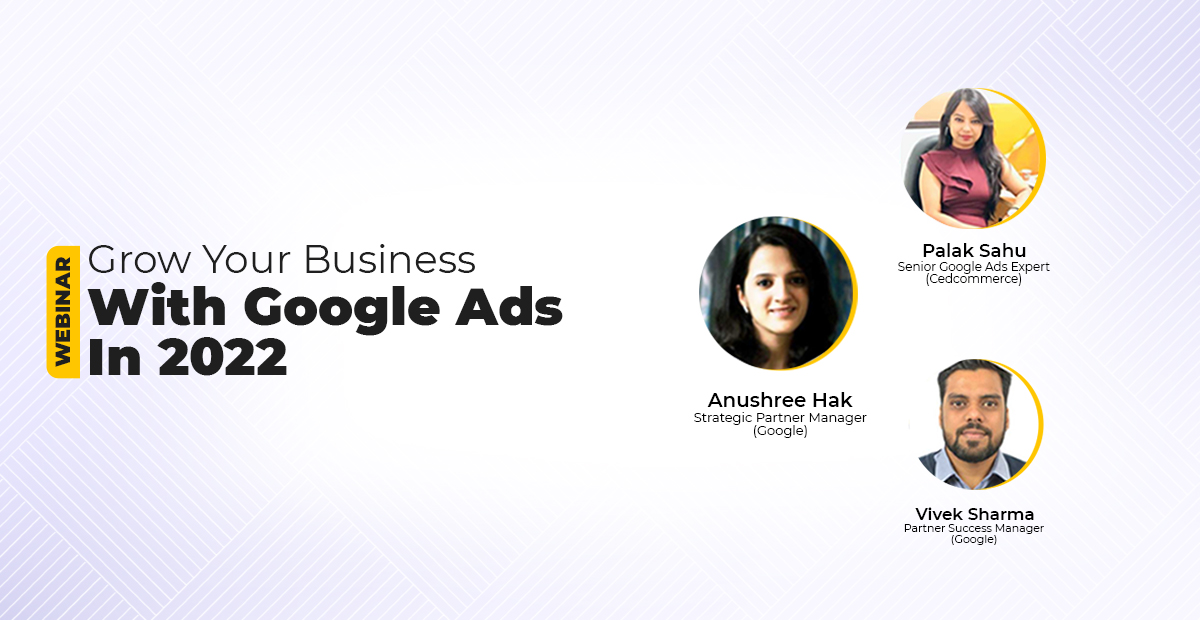 WEBINAR
Grow Your Business
With Google Ads
In 2022
Palak Sahu
Senior Google Ads Expert
(Cedcommerce)
Anushree Hak
Strategic Partner Manager
(Google)
Vivek Sharma
Partner Success Manager
(Google)